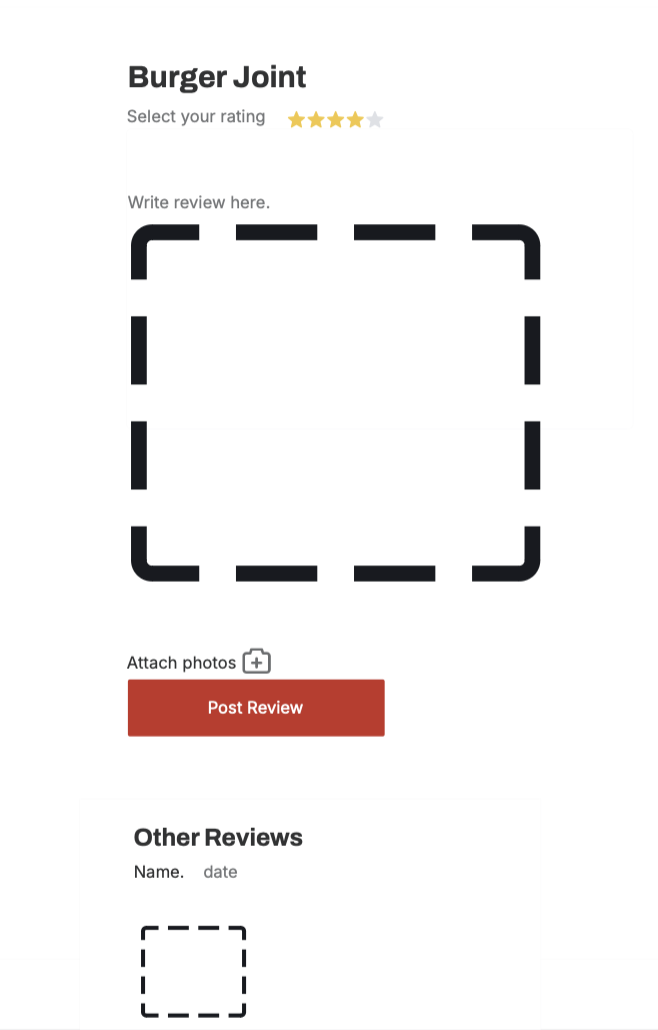 Burger Joint
Select your rating
Write review here.
Attach photos
Post Review
Other Reviews
Name. date